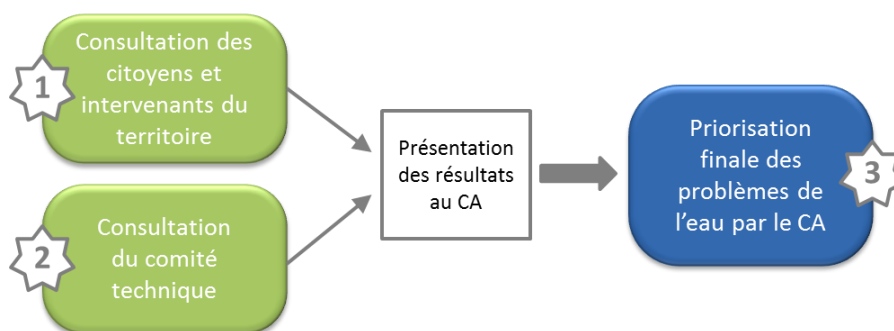 1
Consultation des
citoyens et
intervenants du
territoire
2
Consultation
du comité
technique
Présentation
des résultats
au CA
Priorisation
finale des
problèmes de
l'eau par le CA
3